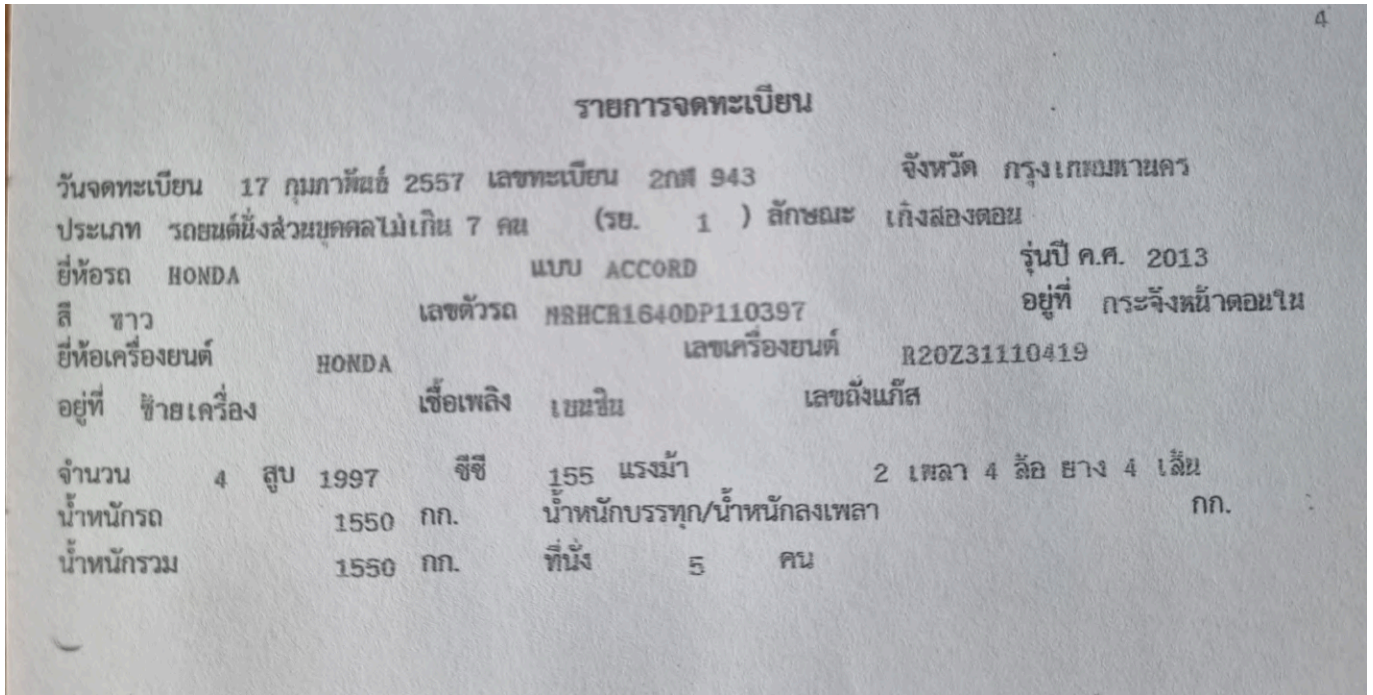 4
รายการจดทะเบียน
วันจดทะเบียน 17 กุมภาพันธ์ 2557 เลขทะเบียน 2กศ 943 จังหวัด กรุงเทพมหานคร
ประเภท รถยนต์นั่งส่วนบุคคลไม่เกิน 7 คน (รย. 1 ) ลักษณะ เก๋งสองตอน
ยี่ห้อรถ HONDA แบบ ACCORD รุ่นปี ค.ศ. 2013
สี ขาว เลขตัวรถ MRHCR1640DP110397 อยู่ที่ กระจังหน้าตอนใน
ยี่ห้อเครื่องยนต์ HONDA เลขเครื่องยนต์ R20Z31110419
อยู่ที่ ซ้ายเครื่อง เชื้อเพลิง เบนซิน เลขถังแก๊ส
จำนวน 4 สูบ 1997 ซีซี 155 แรงม้า 2 เพลา 4 ล้อ ยาง 4 เส้น
น้ำหนักรถ 1550 กก. น้ำหนักบรรทุก/น้ำหนักลงเพลา กก.
น้ำหนักรวม 1550 กก. ที่นั่ง 5 คน